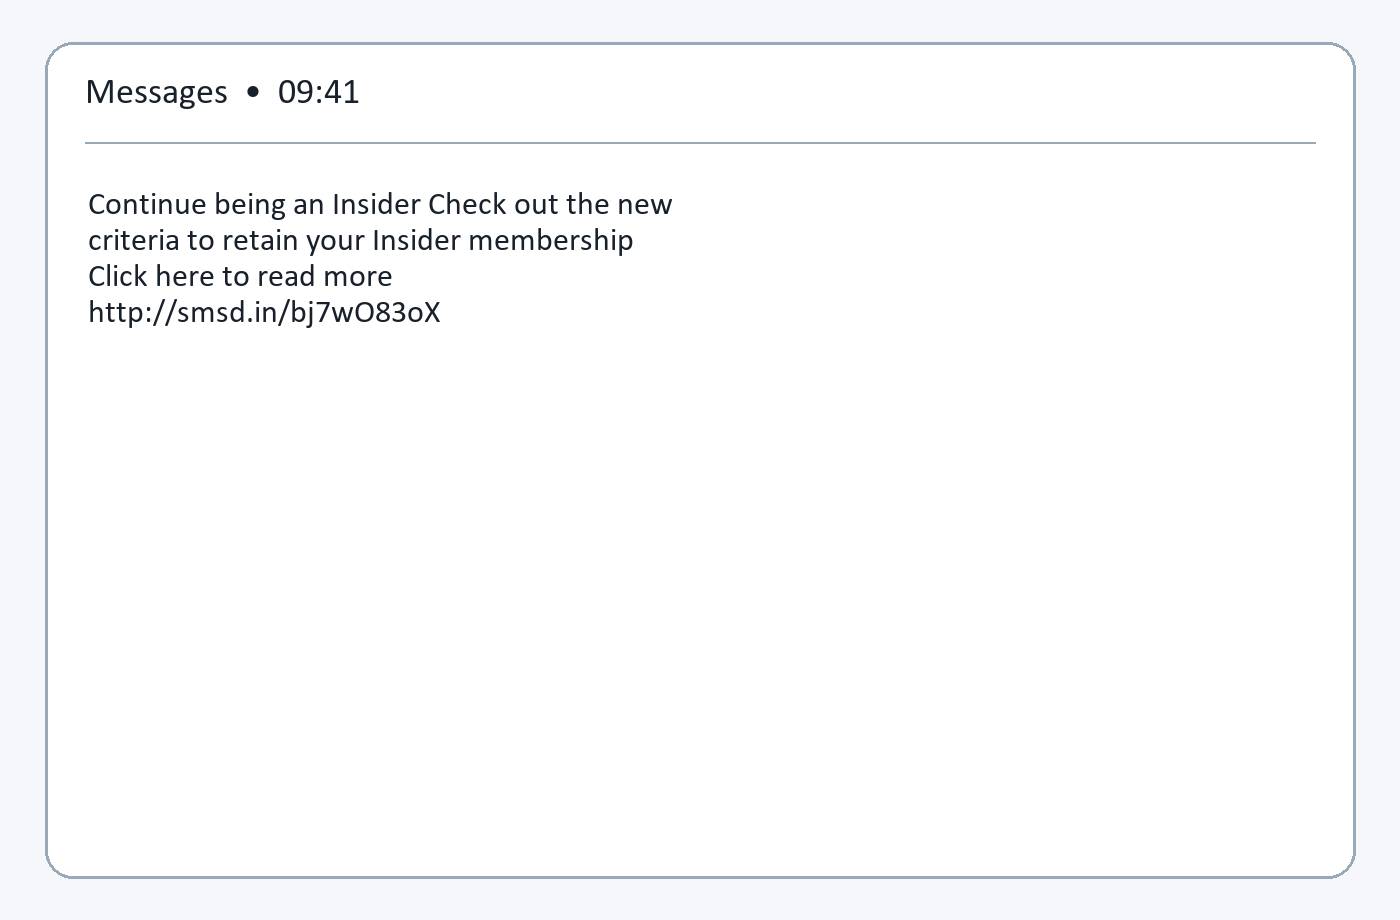 Messages • 09:41
Continue being an Insider Check out the new
criteria to retain your Insider membership
Click here to read more
http://smsd.in/bj7wO83oX